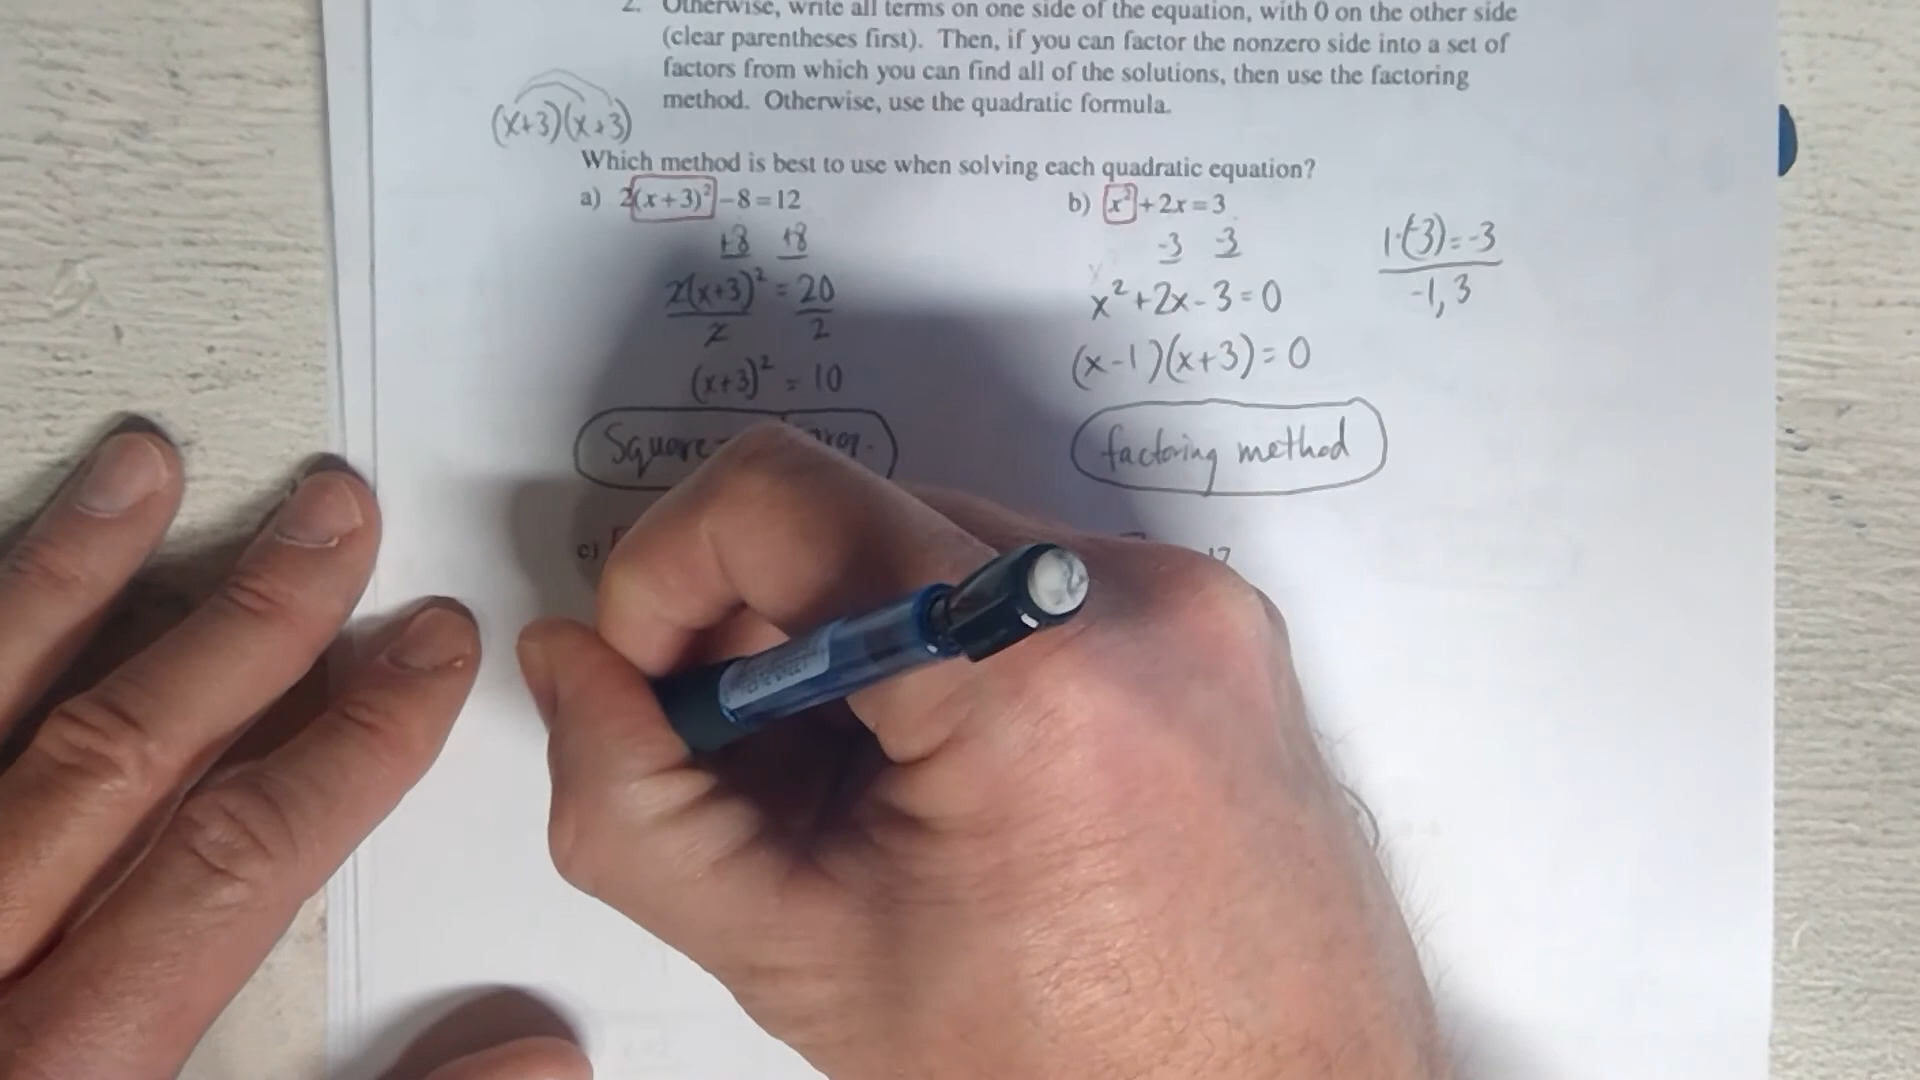 2. Otherwise, write all terms on one side of the equation, with 0 on the other side
(clear parentheses first). Then, if you can factor the nonzero side into a set of
factors from which you can find all of the solutions, then use the factoring
method. Otherwise, use the quadratic formula.
(x+3)(x+3)
Which method is best to use when solving each quadratic equation?
a) 2(x+3)² - 8 = 12
+8 +8
2(x+3)² = 20
2 2
(x+3)² = 10
Square
b) x² + 2x = 3
-3 -3
x² + 2x - 3 = 0
(x-1)(x+3) = 0
factoring method
1·(-3) = -3
-1, 3
c)
17